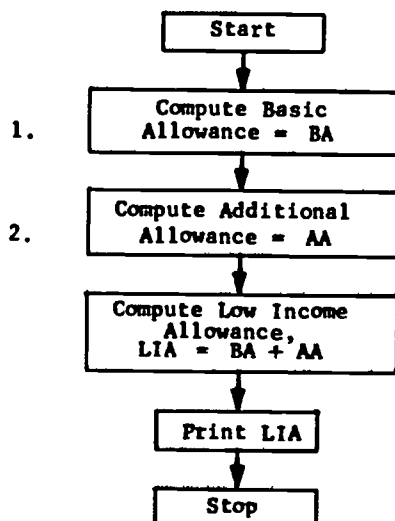 Start
1.
Compute Basic
Allowance = BA
2.
Compute Additional
Allowance = AA
Compute Low Income
Allowance,
LIA = BA + AA
Print LIA
Stop